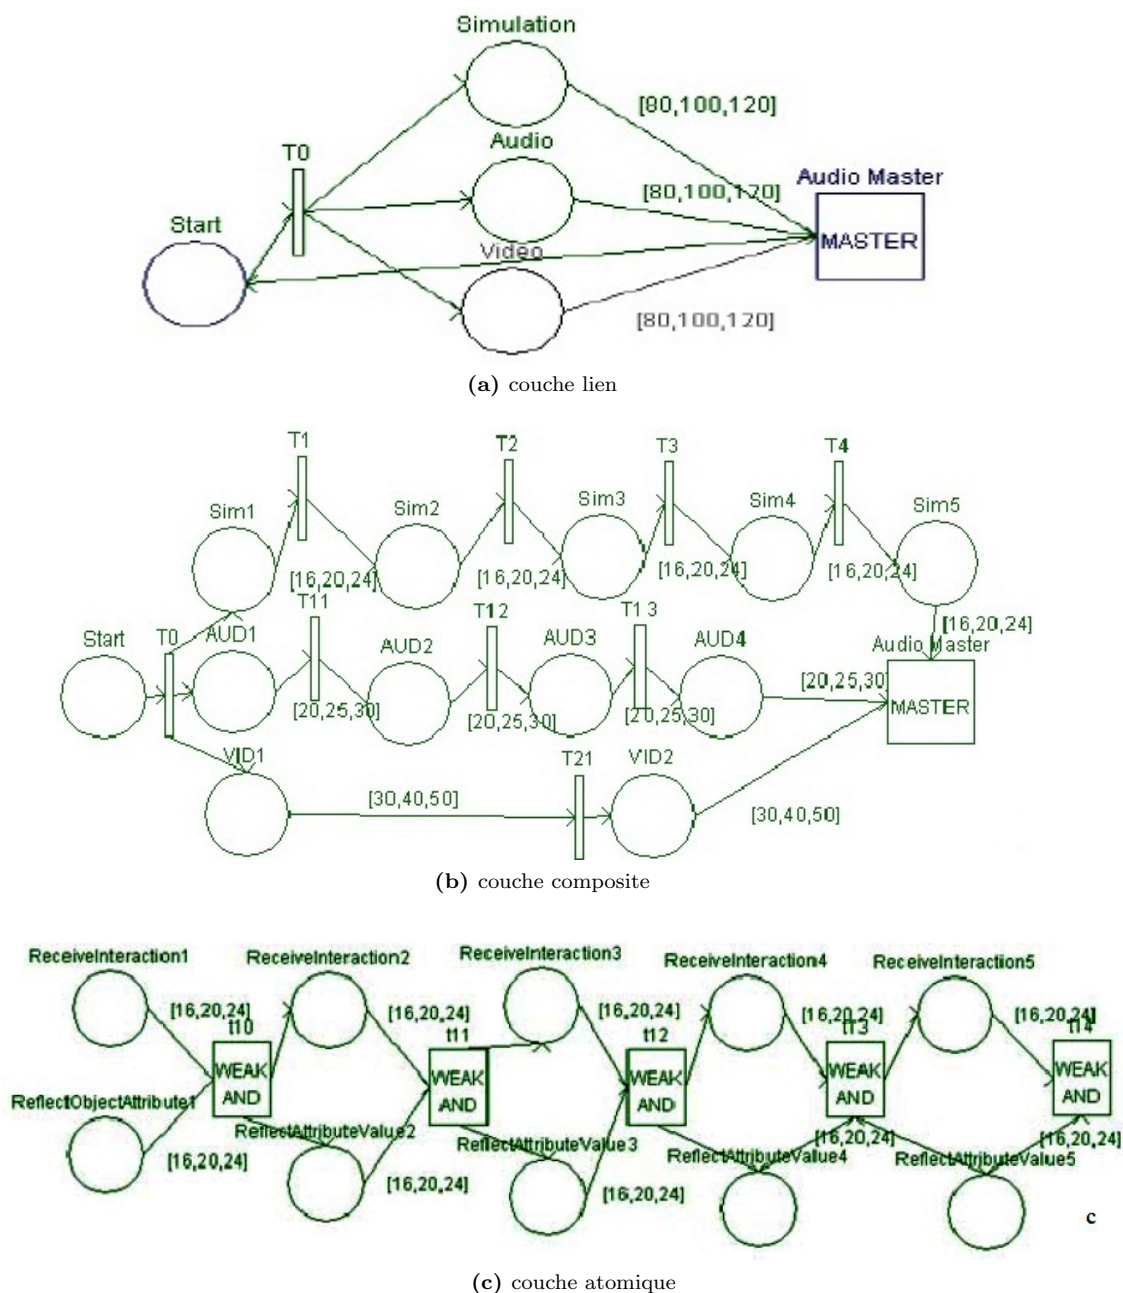 Simulation
[80,100,120]
Audio
T0
Audio Master
[80,100,120]
Start
MASTER
Video
[80,100,120]
(a) couche lien
T1
T2
T3
T4
Sim1
Sim2
Sim3
Sim4
Sim5
[16,20,24]
[16,20,24]
[16,20,24]
[16,20,24]
T11
T12
T13
[16,20,24]
Start
T0
AUD1
AUD2
AUD3
AUD4
Audio Master
[20,25,30]
[20,25,30]
[20,25,30]
[20,25,30]
MASTER
VID1
T21
VID2
[30,40,50]
[30,40,50]
(b) couche composite
ReceiveInteraction1
ReceiveInteraction2
ReceiveInteraction3
ReceiveInteraction4
ReceiveInteraction5
[16,20,24]
[16,20,24]
[16,20,24]
[16,20,24]
[16,20,24]
t10
t11
t12
t13
t14
WEAK AND
WEAK AND
WEAK AND
WEAK AND
WEAK AND
ReflectObjectAttribute1
ReflectAttributeValue2
ReflectAttributeValue3
ReflectAttributeValue4
ReflectAttributeValue5
[16,20,24]
[16,20,24]
[16,20,24]
[16,20,24]
[16,20,24]
c
(c) couche atomique